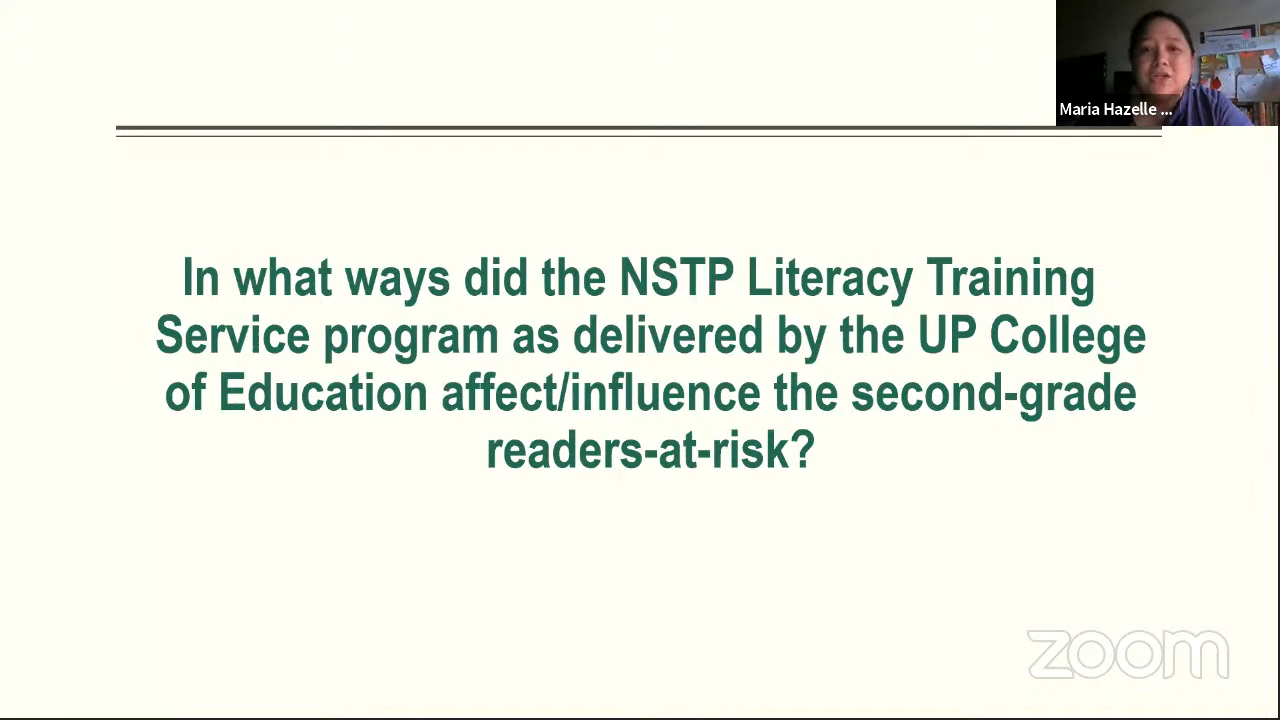 Maria Hazelle ...
In what ways did the NSTP Literacy Training
Service program as delivered by the UP College
of Education affect/influence the second-grade
readers-at-risk?
zoom